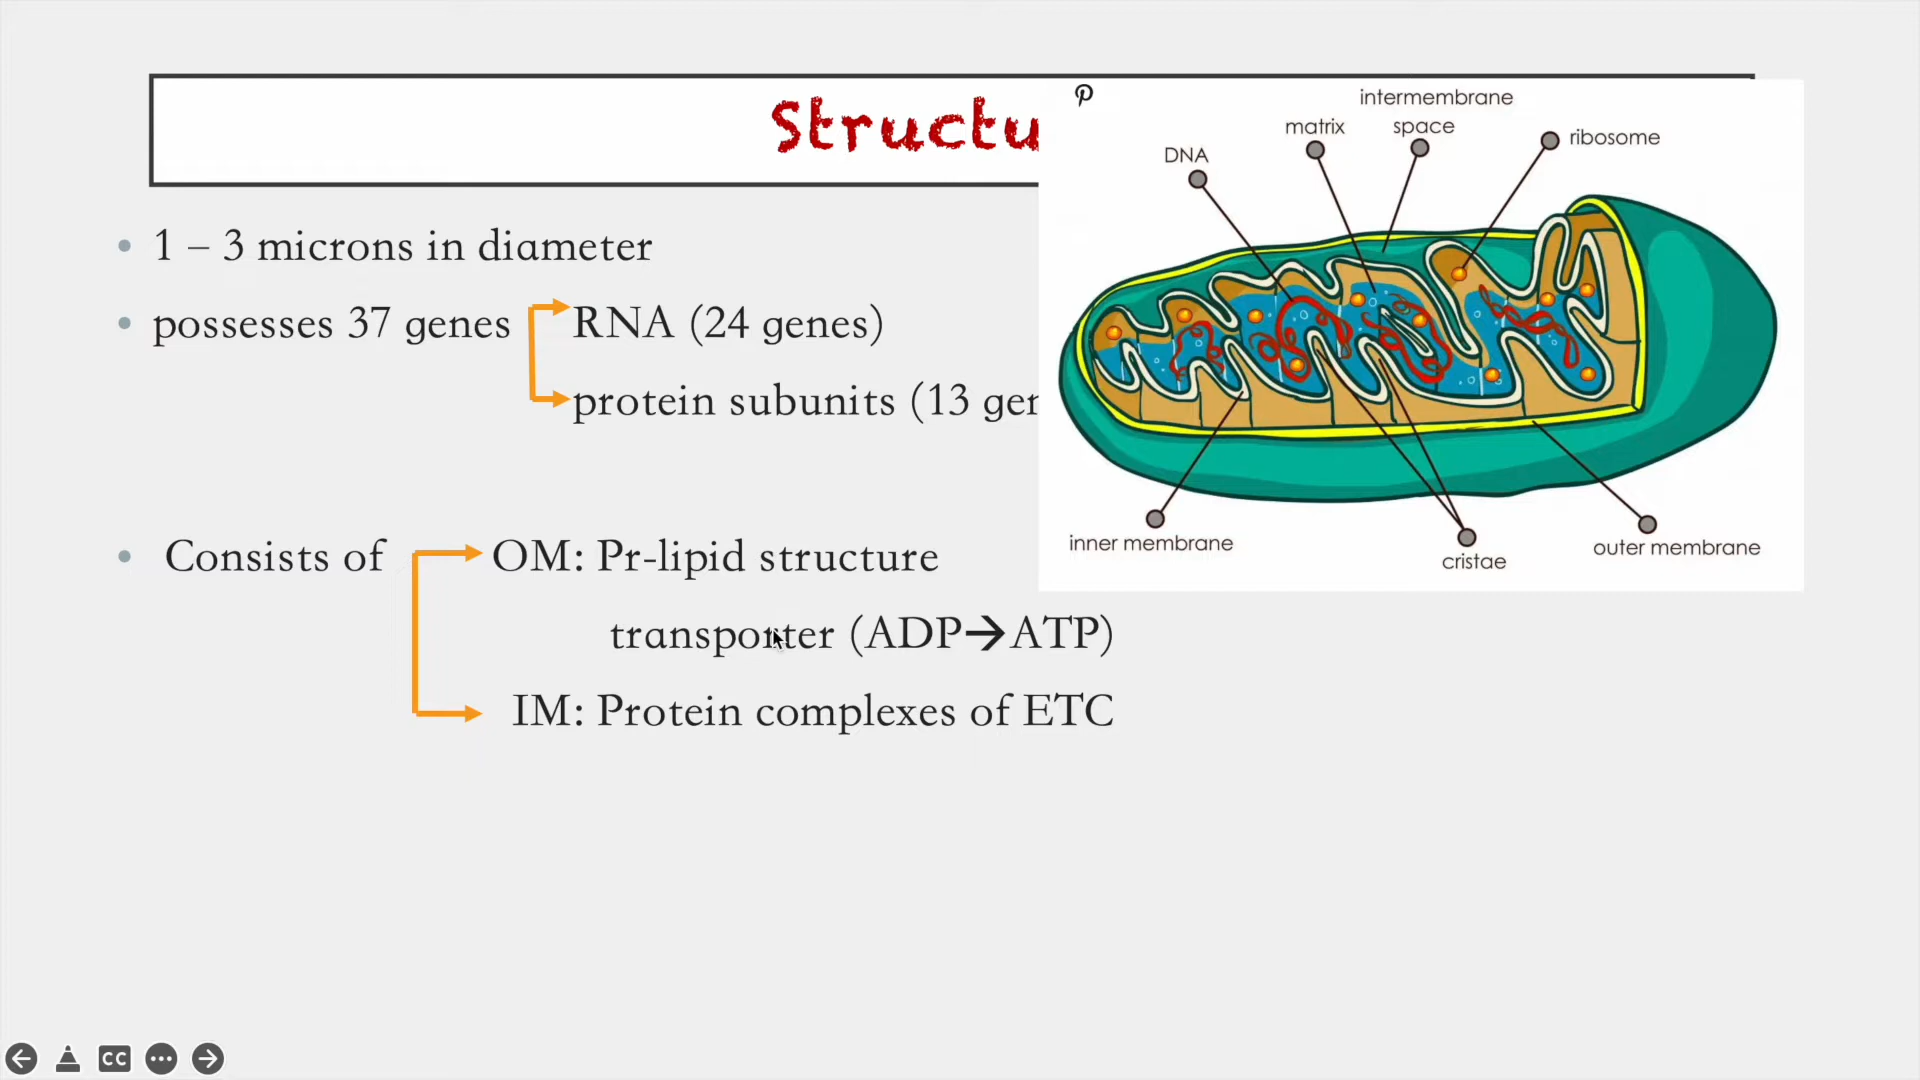 Structu
1 – 3 microns in diameter
possesses 37 genes
RNA (24 genes)
protein subunits (13
Consists of
OM: Pr-lipid structure
transporter (ADP→ATP)
IM: Protein complexes of ETC
DNA
matrix
intermembrane
space
ribosome
inner membrane
cristae
outer membrane
CC